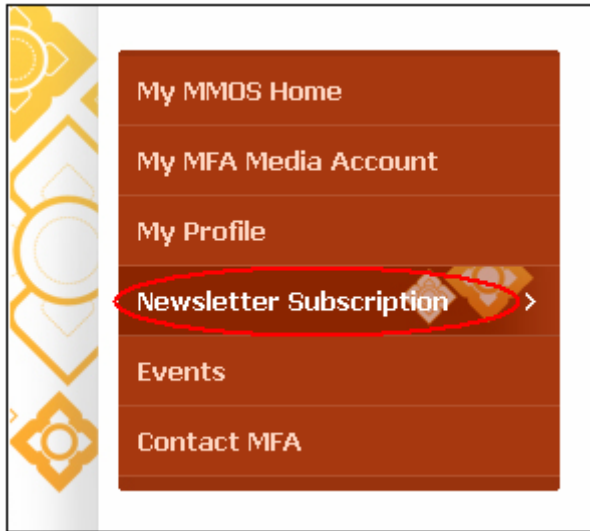 My MMOS Home
My MFA Media Account
My Profile
Newsletter Subscription
Events
Contact MFA